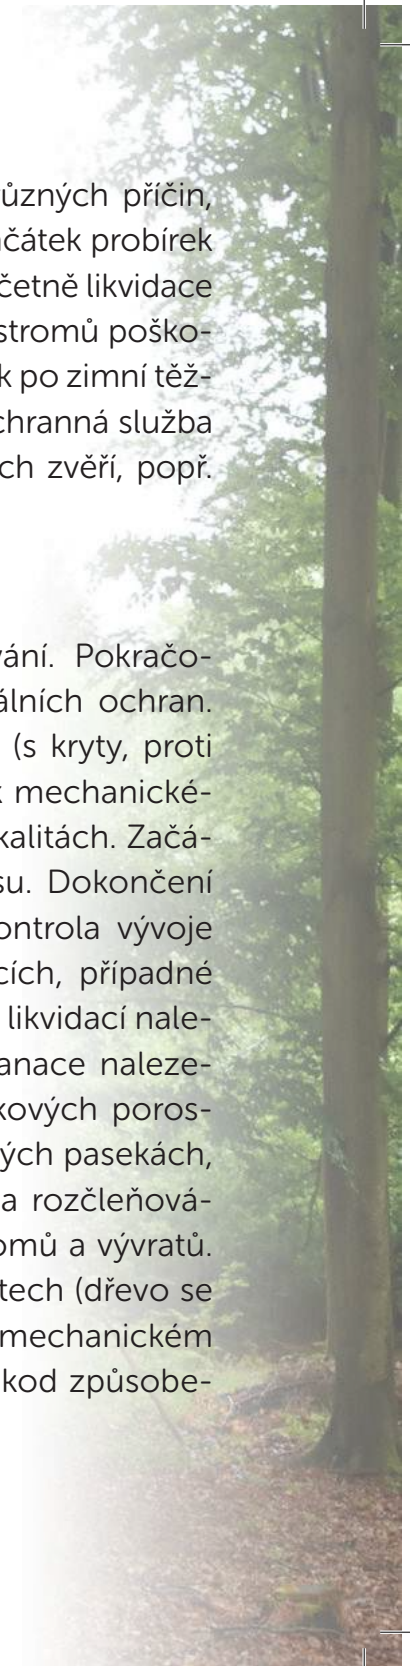 ůzných příčin,
čátek probírek
četně likvidace
stromů poško-
k po zimní těž-
chranná služba
ch zvěří, popř.
vání. Pokračo-
álních ochran.
(s kryty, proti
k mechanické-
kalitách. Začá-
su. Dokončení
ontrola vývoje
cích, případné
likvidací nale-
anace naleze-
kových poros-
ých pasekách,
a rozčleňová-
omů a vývratů.
tech (dřevo se
mechanickém
kod způsobe-